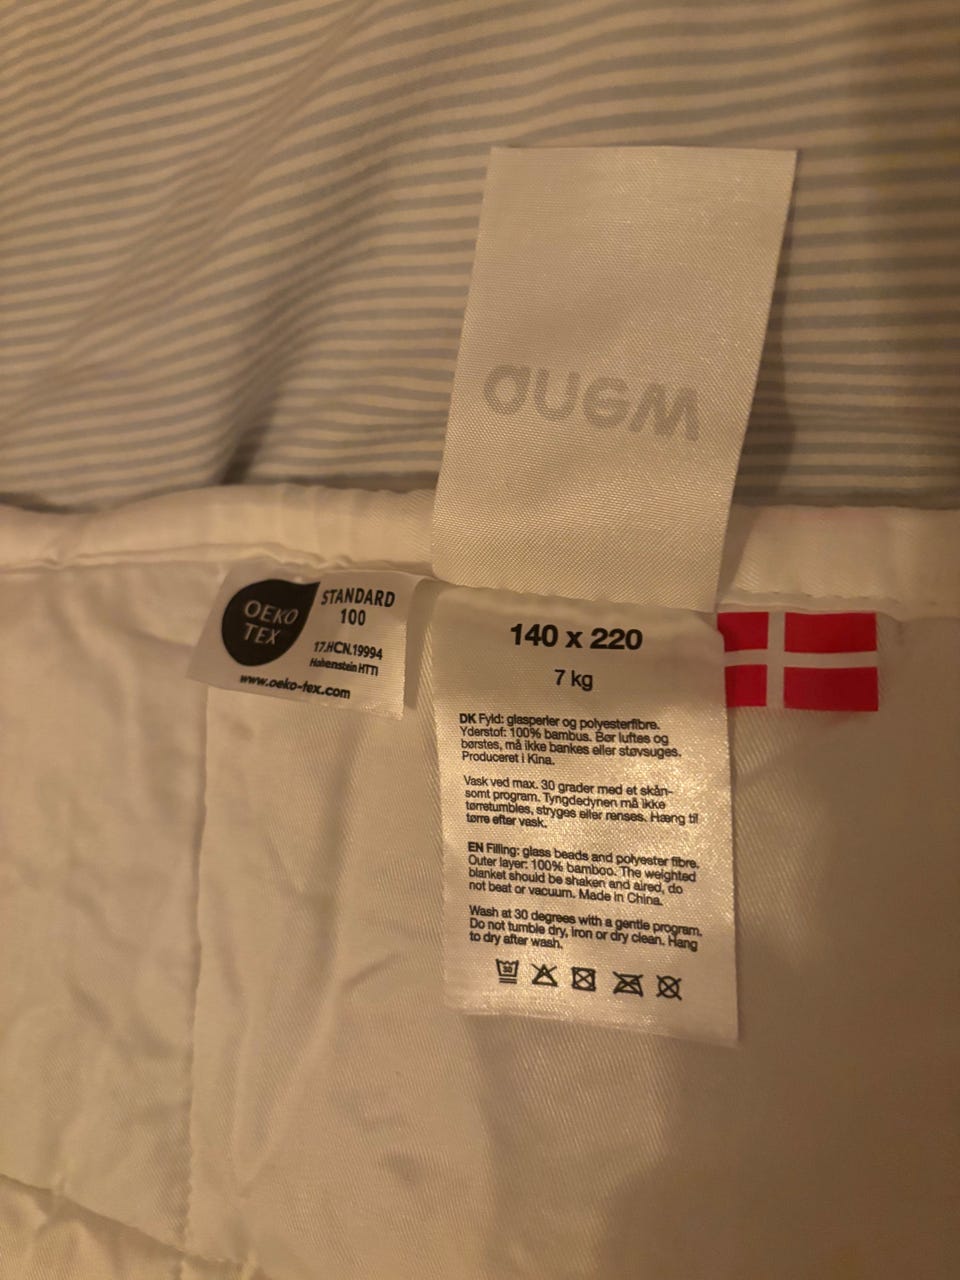 OEKO
TEX
STANDARD
100
17.HCN.19994
Hohenstein HTTI
www.oeko-tex.com
140 x 220
7 kg
DK Fyld: glasperler og polyesterfibre.
Yderstof: 100% bambus. Bør luftes og
børstes, må ikke bankes eller støvsuges.
Produceret i Kina.
Vask ved max. 30 grader med et skån-
somt program. Tyngdedynen må ikke
tørretumbles, stryges eller renses. Hæng til
tørre efter vask.
EN Filling: glass beads and polyester fibre.
Outer layer: 100% bamboo. The weighted
blanket should be shaken and aired, do
not beat or vacuum. Made in China.
Wash at 30 degrees with a gentle program.
Do not tumble dry, iron or dry clean. Hang
to dry after wash.
30